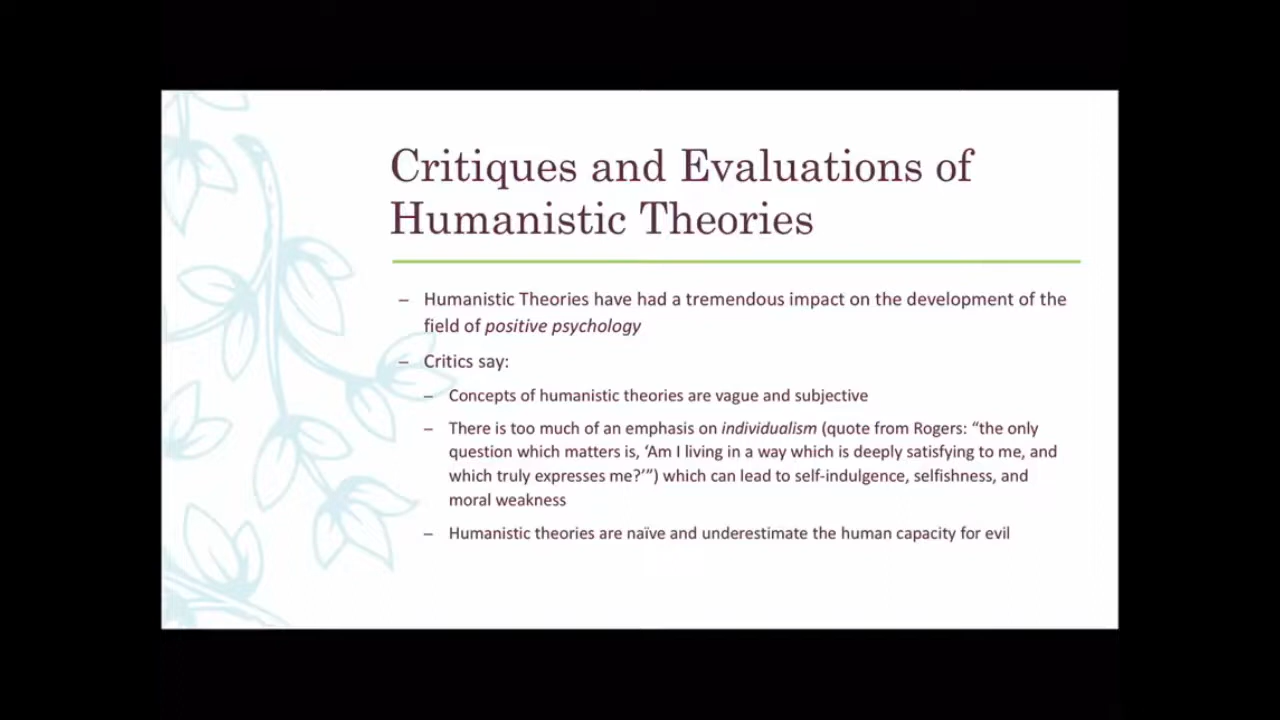 Critiques and Evaluations of
Humanistic Theories
– Humanistic Theories have had a tremendous impact on the development of the
field of positive psychology
– Critics say:
– Concepts of humanistic theories are vague and subjective
– There is too much of an emphasis on individualism (quote from Rogers: “the only
question which matters is, ‘Am I living in a way which is deeply satisfying to me, and
which truly expresses me?’”) which can lead to self-indulgence, selfishness, and
moral weakness
– Humanistic theories are naïve and underestimate the human capacity for evil